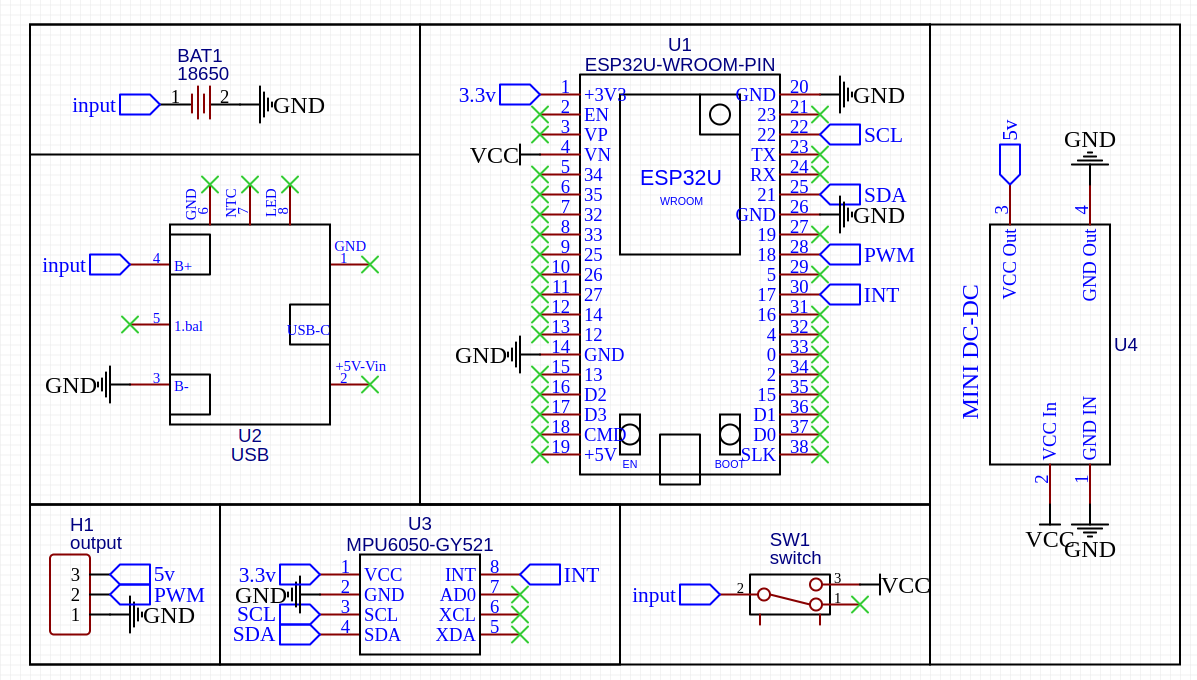 BAT1
18650
input 1 2 GND
GND 6
NTC 7
LED 8
input 4 B+
GND 1
5 1.bal
USB-C
GND 3 B-
+5V-Vin 2
U2
USB
U1
ESP32U-WROOM-PIN
3.3v 1 +3V3
2 EN
3 VP
VCC 4 VN
5 34
6 35
7 32
8 33
9 25
10 26
11 27
12 14
13 12
GND 14 GND
15 13
16 D2
17 D3
18 CMD
19 +5V
ESP32U
WROOM
EN
BOOT
GND 20 GND
23 21
22 22 SCL
TX 23
RX 24
21 25 SDA
GND 26 GND
19 27
18 28 PWM
5 29
17 30 INT
16 31
4 32
0 33
2 34
15 35
D1 36
D0 37
SLK 38
5v
GND
3 4
VCC Out
GND Out
MINI DC-DC
U4
VCC In
GND IN
2 1
VCC
GND
H1
output
3 5v
2 PWM
1 GND
U3
MPU6050-GY521
3.3v 1 VCC INT 8 INT
GND 2 GND AD0 7
SCL 3 SCL XCL 6
SDA 4 SDA XDA 5
SW1
switch
input 2 3 VCC
1